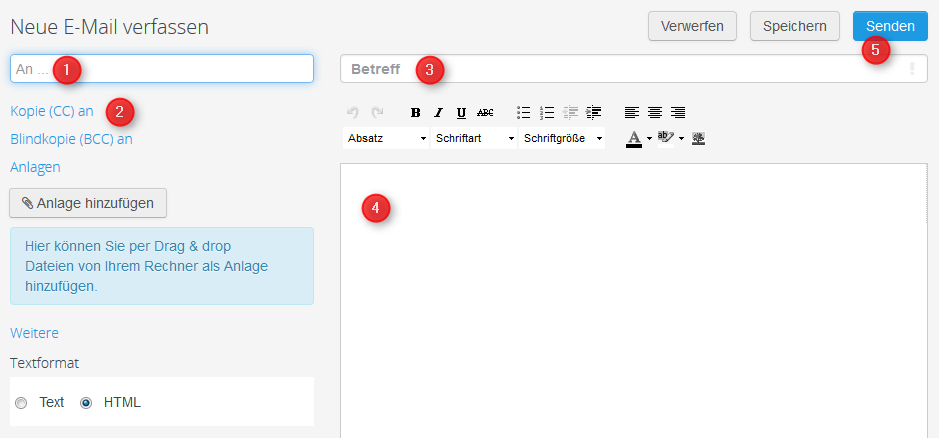 Neue E-Mail verfassen
Verwerfen Speichern Senden
5
An ... 1
Betreff 3 !
Kopie (CC) an 2
B I U ABC
Blindkopie (BCC) an
Absatz Schriftart Schriftgröße A ab
Anlagen
Anlage hinzufügen
4
Hier können Sie per Drag & drop
Dateien von Ihrem Rechner als Anlage
hinzufügen.
Weitere
Textformat
Text HTML